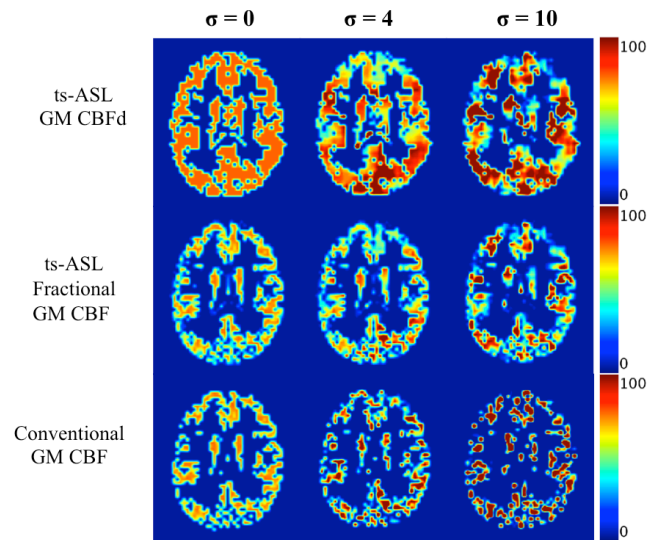 σ = 0 σ = 4 σ = 10
100
ts-ASL
GM CBFd
0
100
ts-ASL
Fractional
GM CBF
0
100
Conventional
GM CBF
0